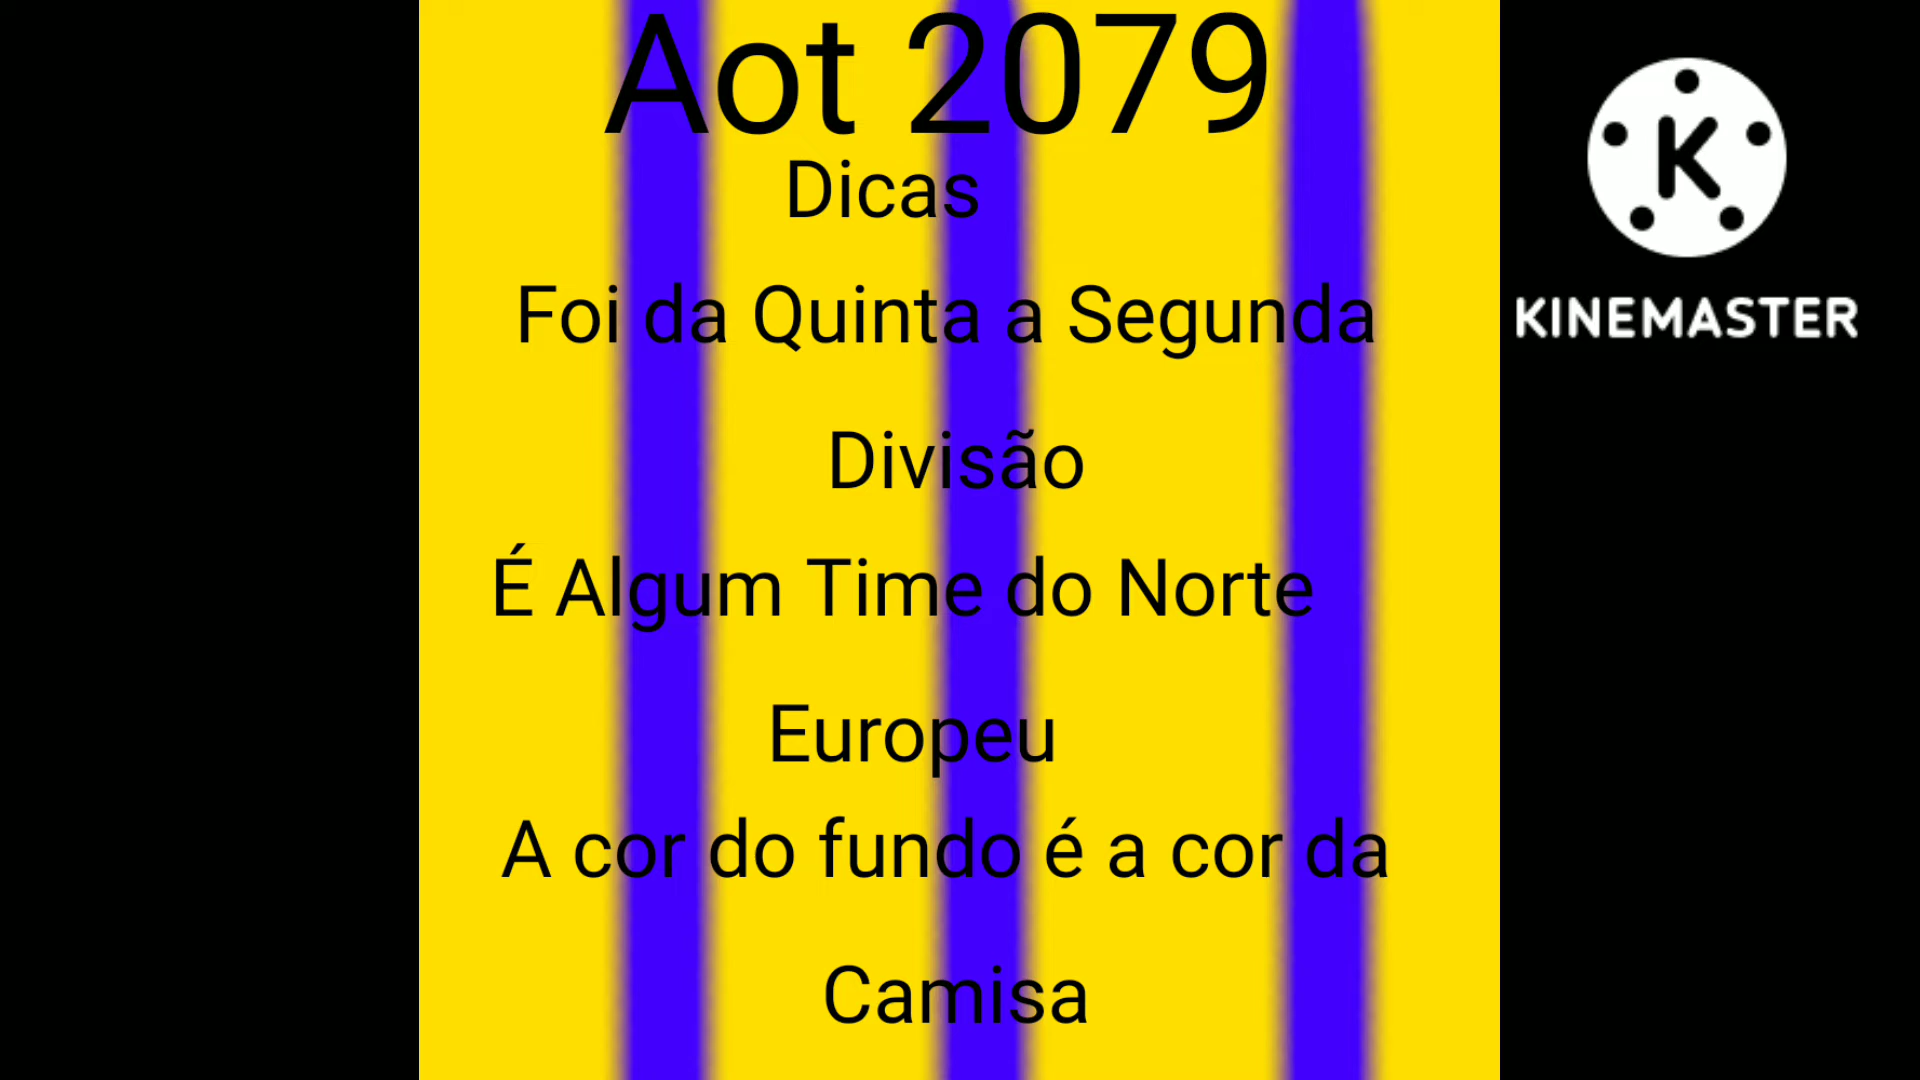 Aot 2079
Dicas
Foi da Quinta a Segunda
Divisão
É Algum Time do Norte
Europeu
A cor do fundo é a cor da
Camisa
K
KINEMASTER